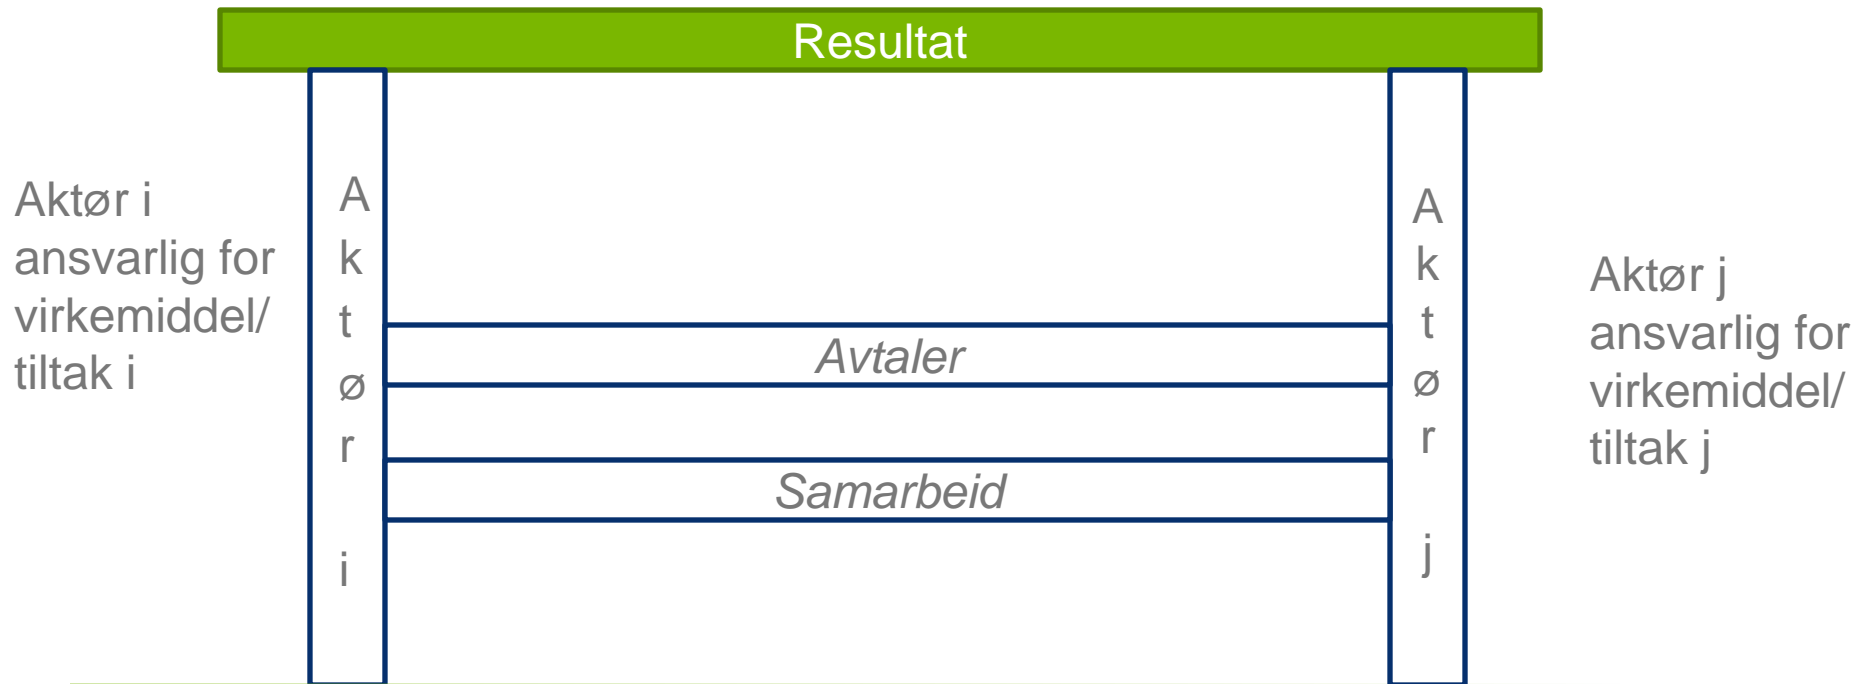 Resultat
Aktør i
ansvarlig for
virkemiddel/
tiltak i
A
k
t
ø
r
i
Avtaler
Samarbeid
A
k
t
ø
r
j
Aktør j
ansvarlig for
virkemiddel/
tiltak j